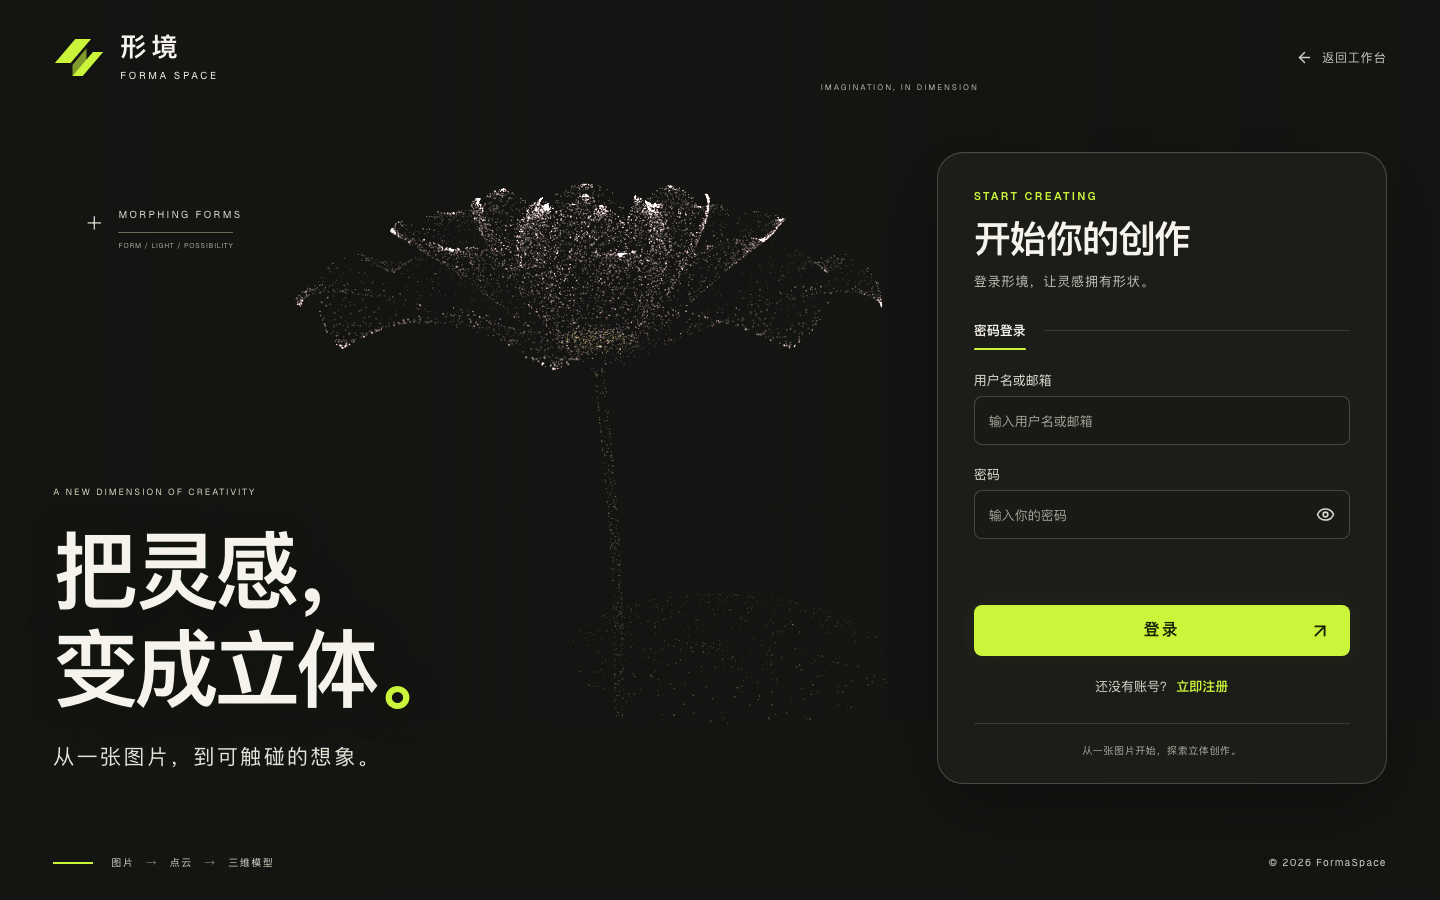 形境
FORMA SPACE
返回工作台
IMAGINATION, IN DIMENSION
MORPHING FORMS
FORM / LIGHT / POSSIBILITY
A NEW DIMENSION OF CREATIVITY
把灵感，
变成立体。
从一张图片，到可触碰的想象。
START CREATING
开始你的创作
登录形境，让灵感拥有形状。
密码登录
用户名或邮箱
输入用户名或邮箱
密码
输入你的密码
登录
还没有账号？ 立即注册
从一张图片开始，探索立体创作。
图片 → 点云 → 三维模型
© 2026 FormaSpace